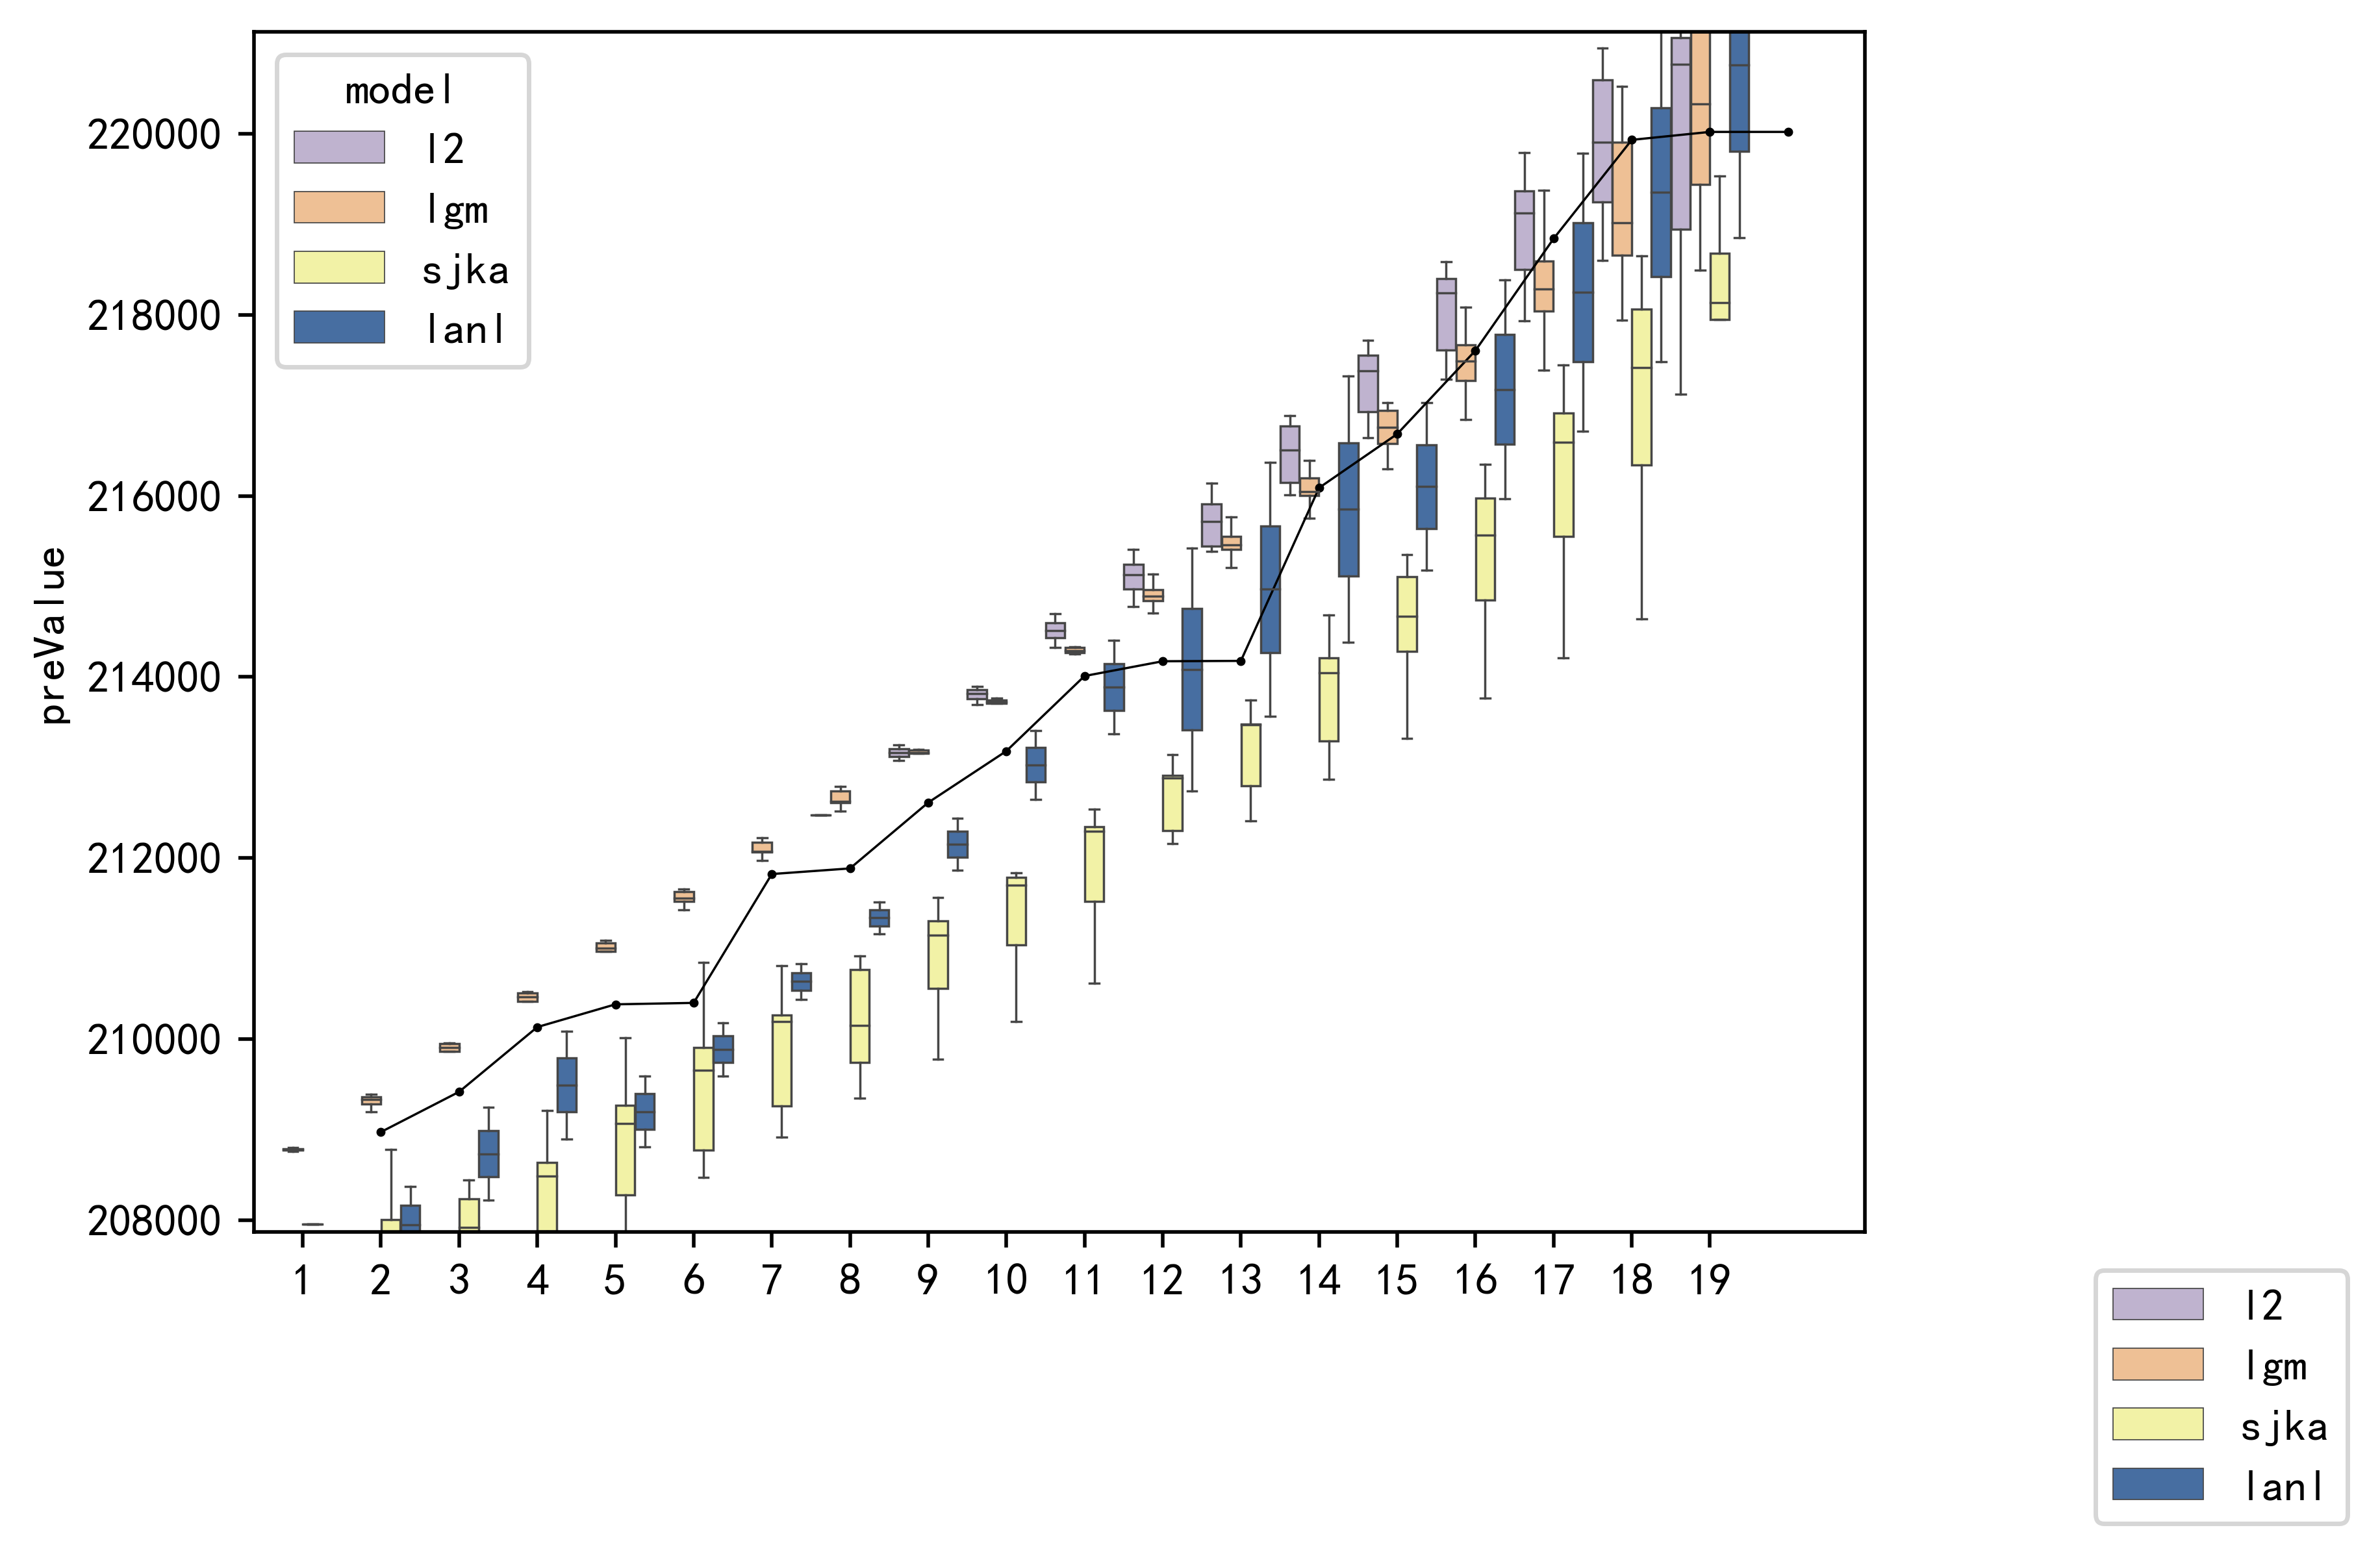 model
l2
lgm
sjka
lanl
220000
218000
216000
214000
212000
210000
208000
preValue
1 2 3 4 5 6 7 8 9 10 11 12 13 14 15 16 17 18 19
l2
lgm
sjka
lanl